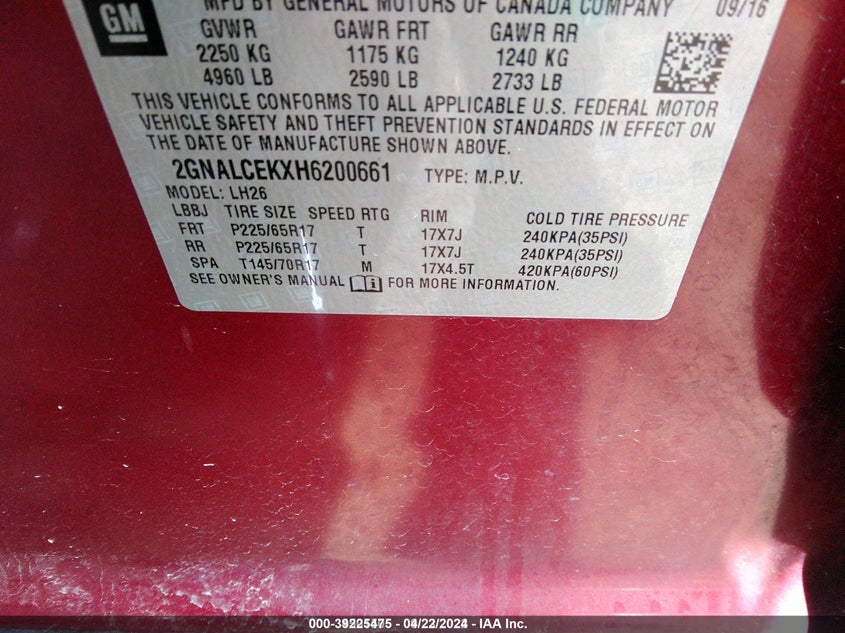 GM
MFD BY GENERAL MOTORS OF CANADA COMPANY 09/16
GVWR GAWR FRT GAWR RR
2250 KG 1175 KG 1240 KG
4960 LB 2590 LB 2733 LB
THIS VEHICLE CONFORMS TO ALL APPLICABLE U.S. FEDERAL MOTOR
VEHICLE SAFETY AND THEFT PREVENTION STANDARDS IN EFFECT ON
THE DATE OF MANUFACTURE SHOWN ABOVE.
2GNALCEKXH6200661 TYPE: M.P.V.
MODEL: LH26
LBBJ TIRE SIZE SPEED RTG RIM COLD TIRE PRESSURE
FRT P225/65R17 T 17X7J 240KPA(35PSI)
RR P225/65R17 T 17X7J 240KPA(35PSI)
SPA T145/70R17 M 17X4.5T 420KPA(60PSI)
SEE OWNER'S MANUAL FOR MORE INFORMATION.
000-39225475 - 04/22/2024 - IAA Inc.